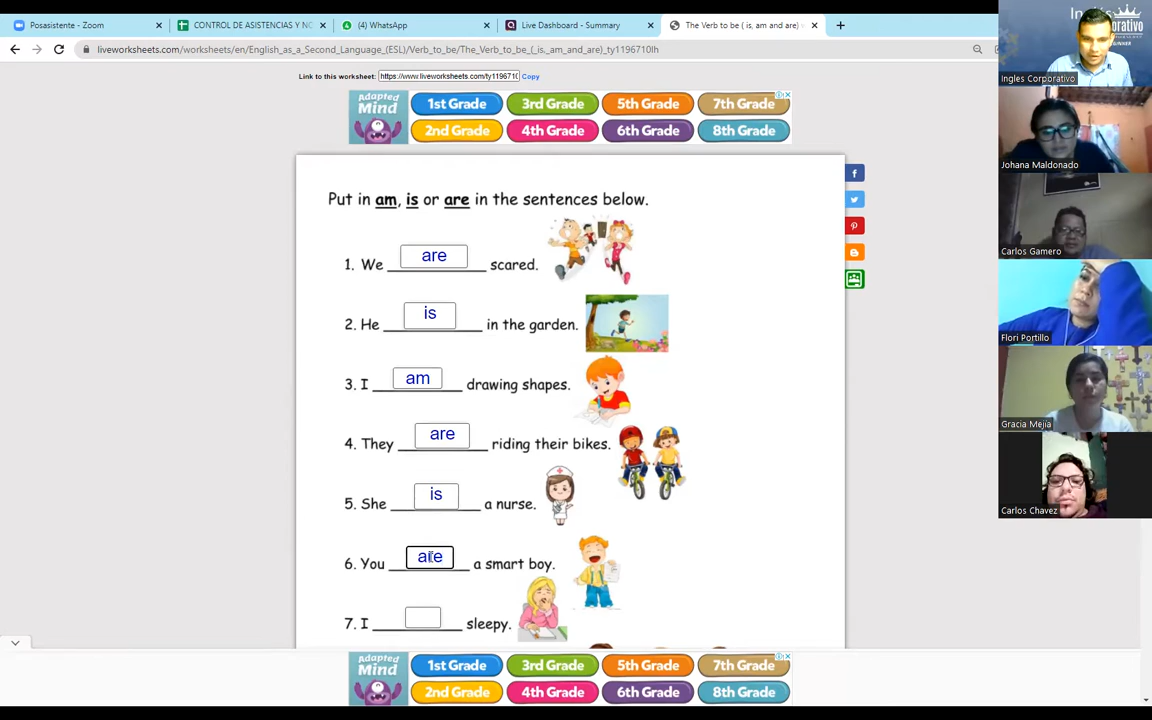 Posasistente - Zoom
CONTROL DE ASISTENCIAS Y NO
(4) WhatsApp
Live Dashboard - Summary
The Verb to be ( is, am and are)
liveworksheets.com/worksheets/en/English_as_a_Second_Language_(ESL)/Verb_to_be/The_Verb_to_be_(_is,_am_and_are)_ty1196710lh
Link to this worksheet: https://www.liveworksheets.com/ty119671 Copy
Adapted Mind
1st Grade 3rd Grade 5th Grade 7th Grade
2nd Grade 4th Grade 6th Grade 8th Grade
Put in am, is or are in the sentences below.
1. We are scared.
2. He is in the garden.
3. I am drawing shapes.
4. They are riding their bikes.
5. She is a nurse.
6. You are a smart boy.
7. I sleepy.
Adapted Mind
1st Grade 3rd Grade 5th Grade 7th Grade
2nd Grade 4th Grade 6th Grade 8th Grade
Ingles Corporativo
Johana Maldonado
Carlos Gamero
Flori Portillo
Gracia Mejia
Carlos Chavez